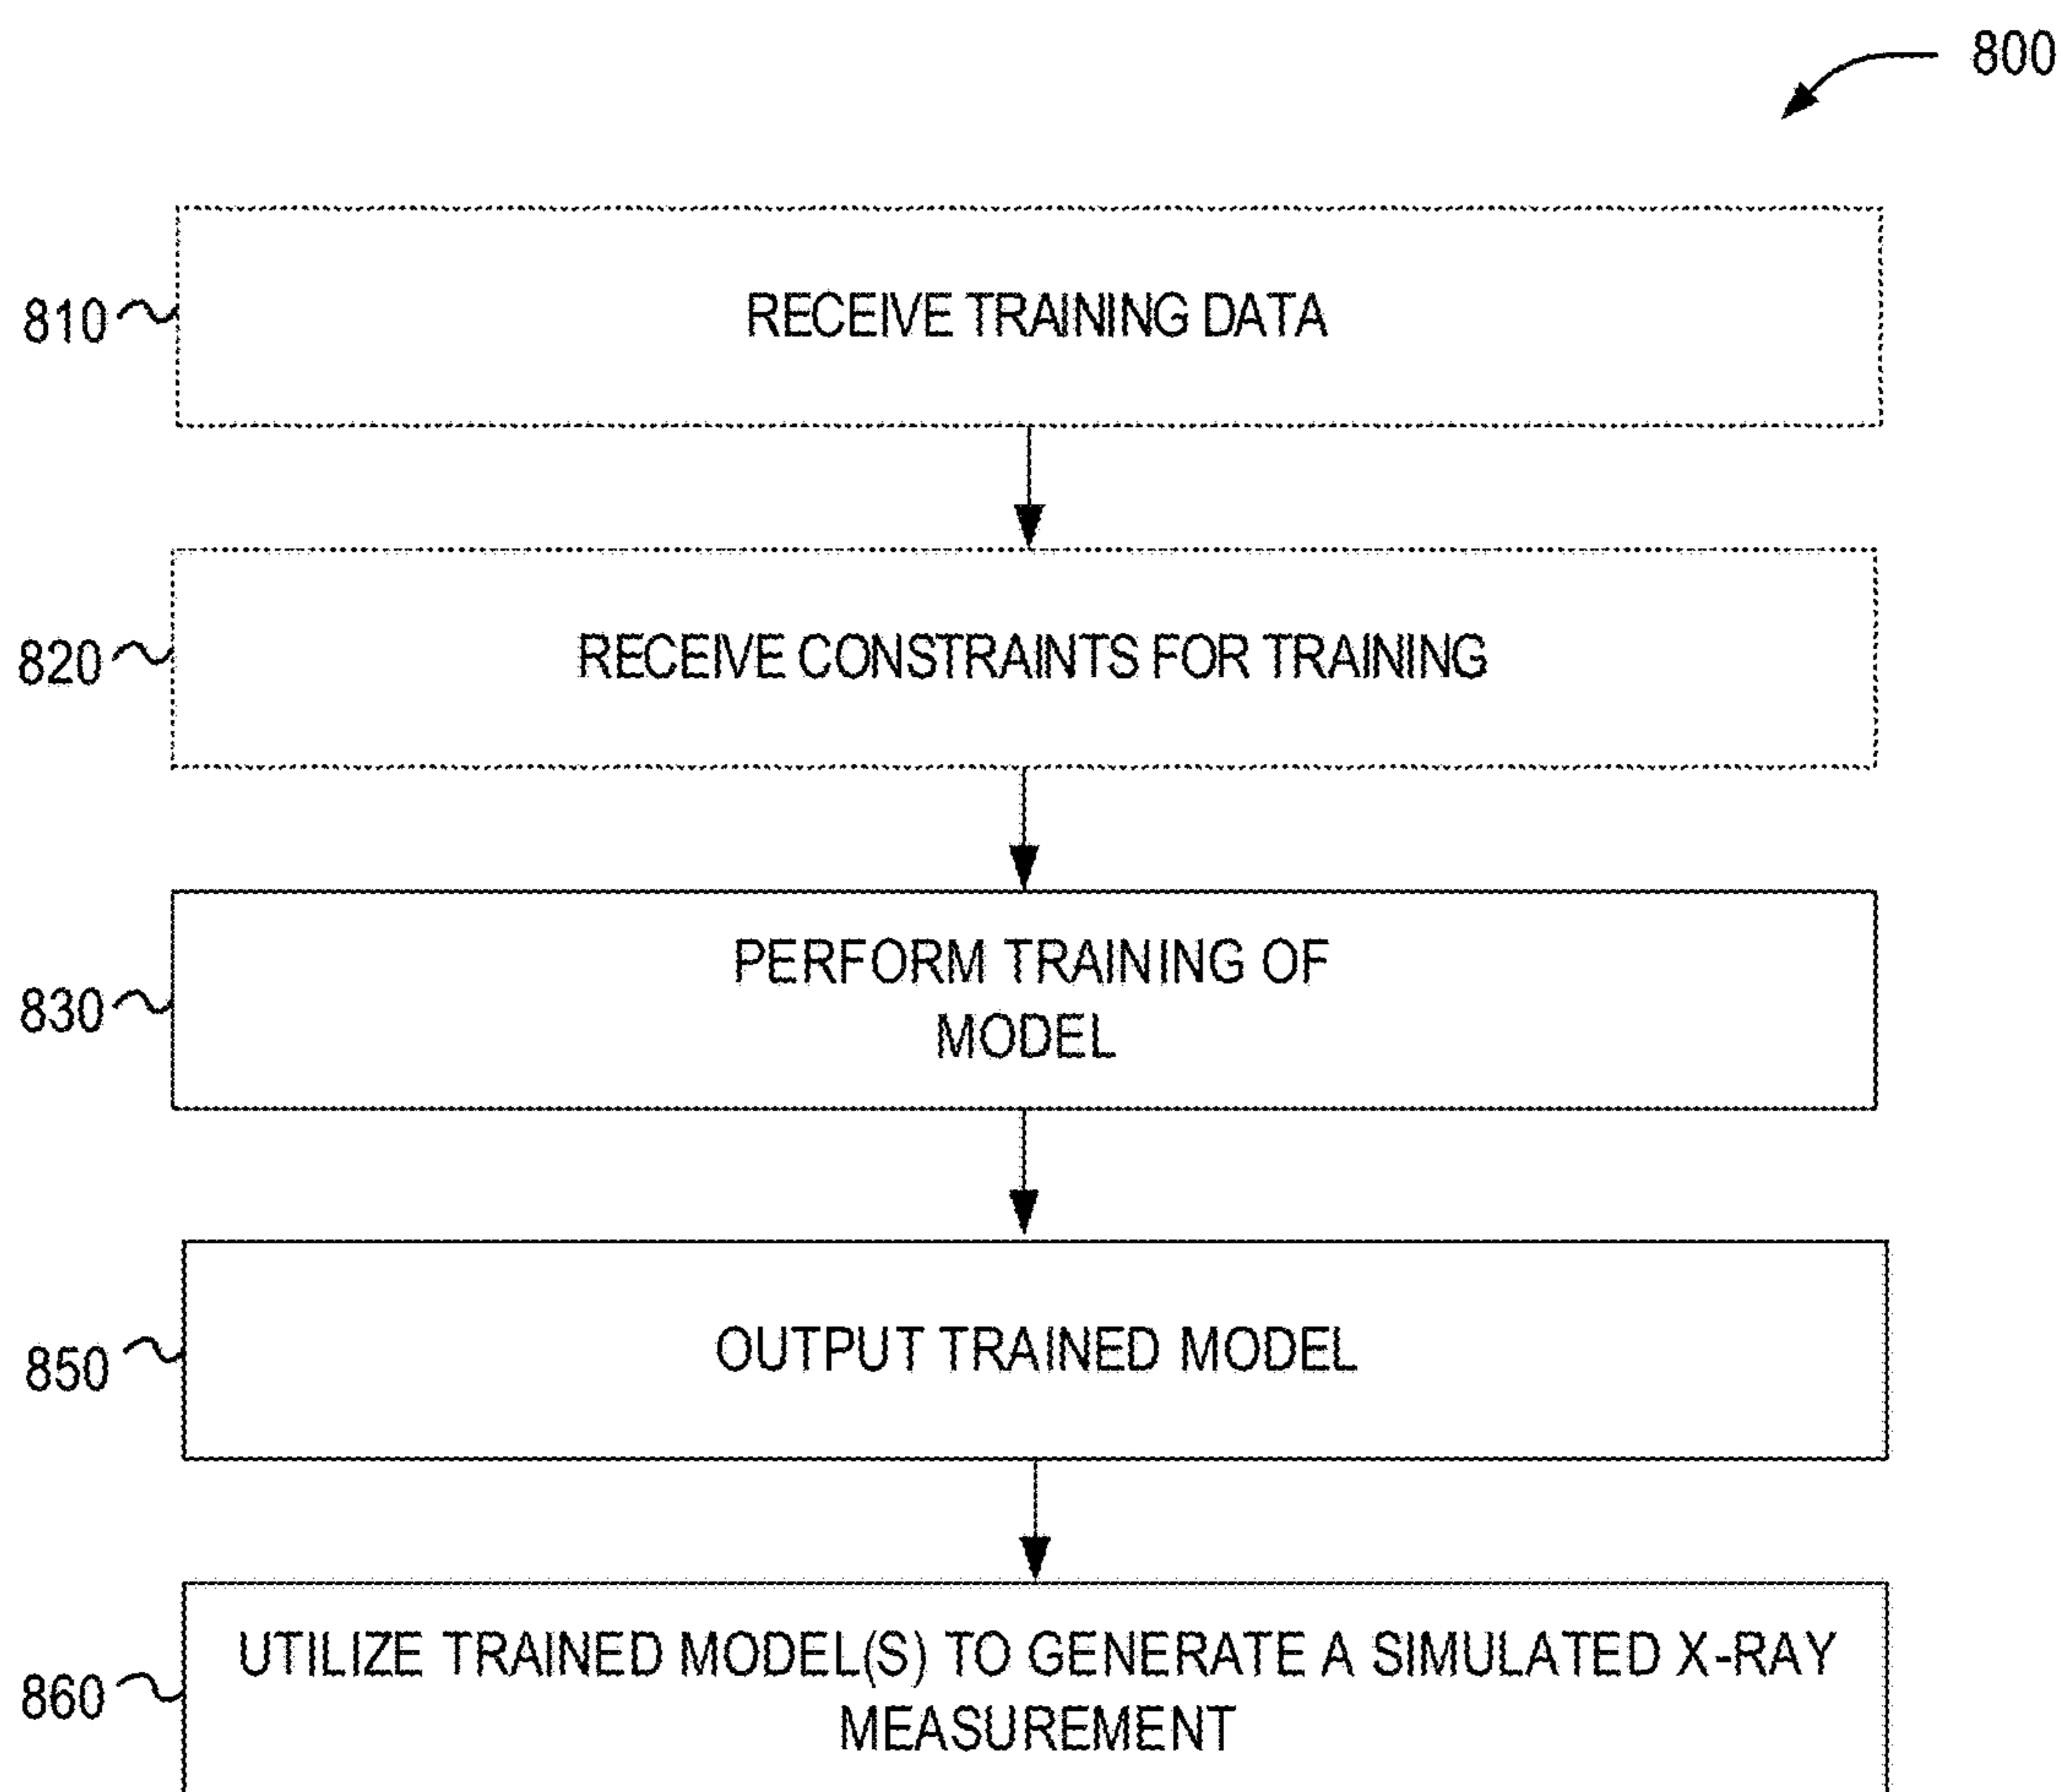 800
810
RECEIVE TRAINING DATA
820
RECEIVE CONSTRAINTS FOR TRAINING
830
PERFORM TRAINING OF
MODEL
850
OUTPUT TRAINED MODEL
860
UTILIZE TRAINED MODEL(S) TO GENERATE A SIMULATED X-RAY
MEASUREMENT